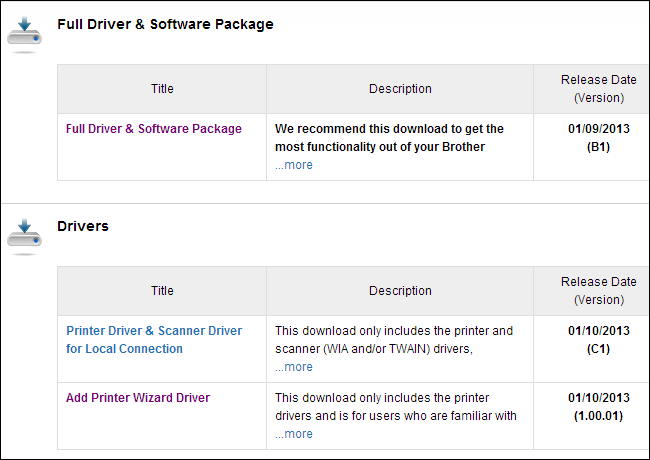 Full Driver & Software Package
Title
Description
Release Date
(Version)
Full Driver & Software Package
We recommend this download to get the
most functionality out of your Brother
...more
01/09/2013
(B1)
Drivers
Title
Description
Release Date
(Version)
Printer Driver & Scanner Driver
for Local Connection
This download only includes the printer and
scanner (WIA and/or TWAIN) drivers,
...more
01/10/2013
(C1)
Add Printer Wizard Driver
This download only includes the printer
drivers and is for users who are familiar with
...more
01/10/2013
(1.00.01)